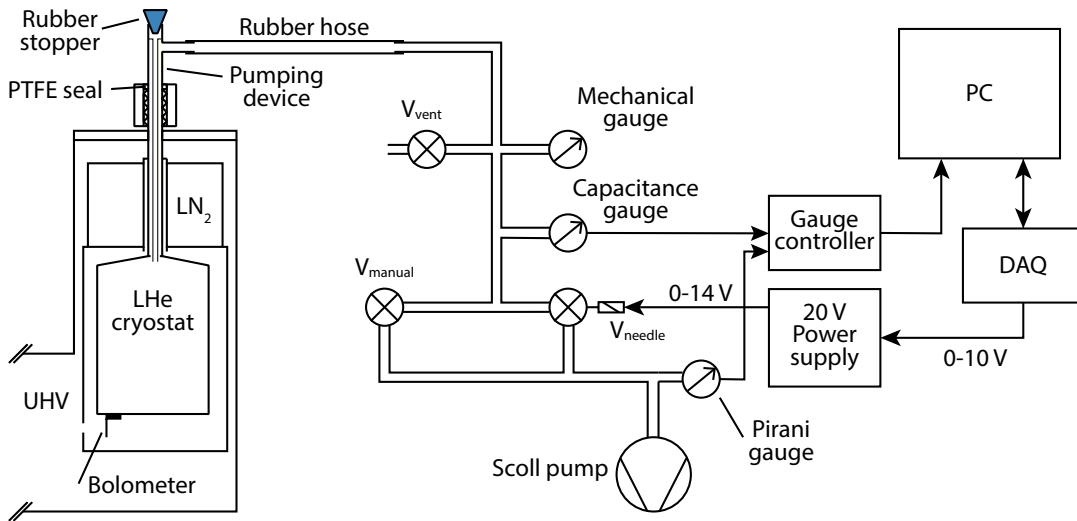 Rubber
stopper
Rubber hose
PTFE seal
Pumping
device
V_vent
Mechanical
gauge
PC
LN₂
Capacitance
gauge
Gauge
controller
DAQ
V_manual
LHe
cryostat
0-14 V
V_needle
20 V
Power
supply
0-10 V
UHV
Pirani
gauge
Scoll pump
Bolometer